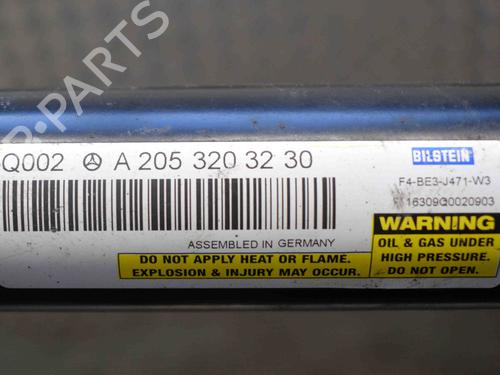 B-PARTS
Q002 A 205 320 32 30
BILSTEIN
F4-BE3-J471-W3
ASSEMBLED IN GERMANY
WARNING
OIL & GAS UNDER
HIGH PRESSURE.
DO NOT OPEN.
DO NOT APPLY HEAT OR FLAME.
EXPLOSION & INJURY MAY OCCUR.